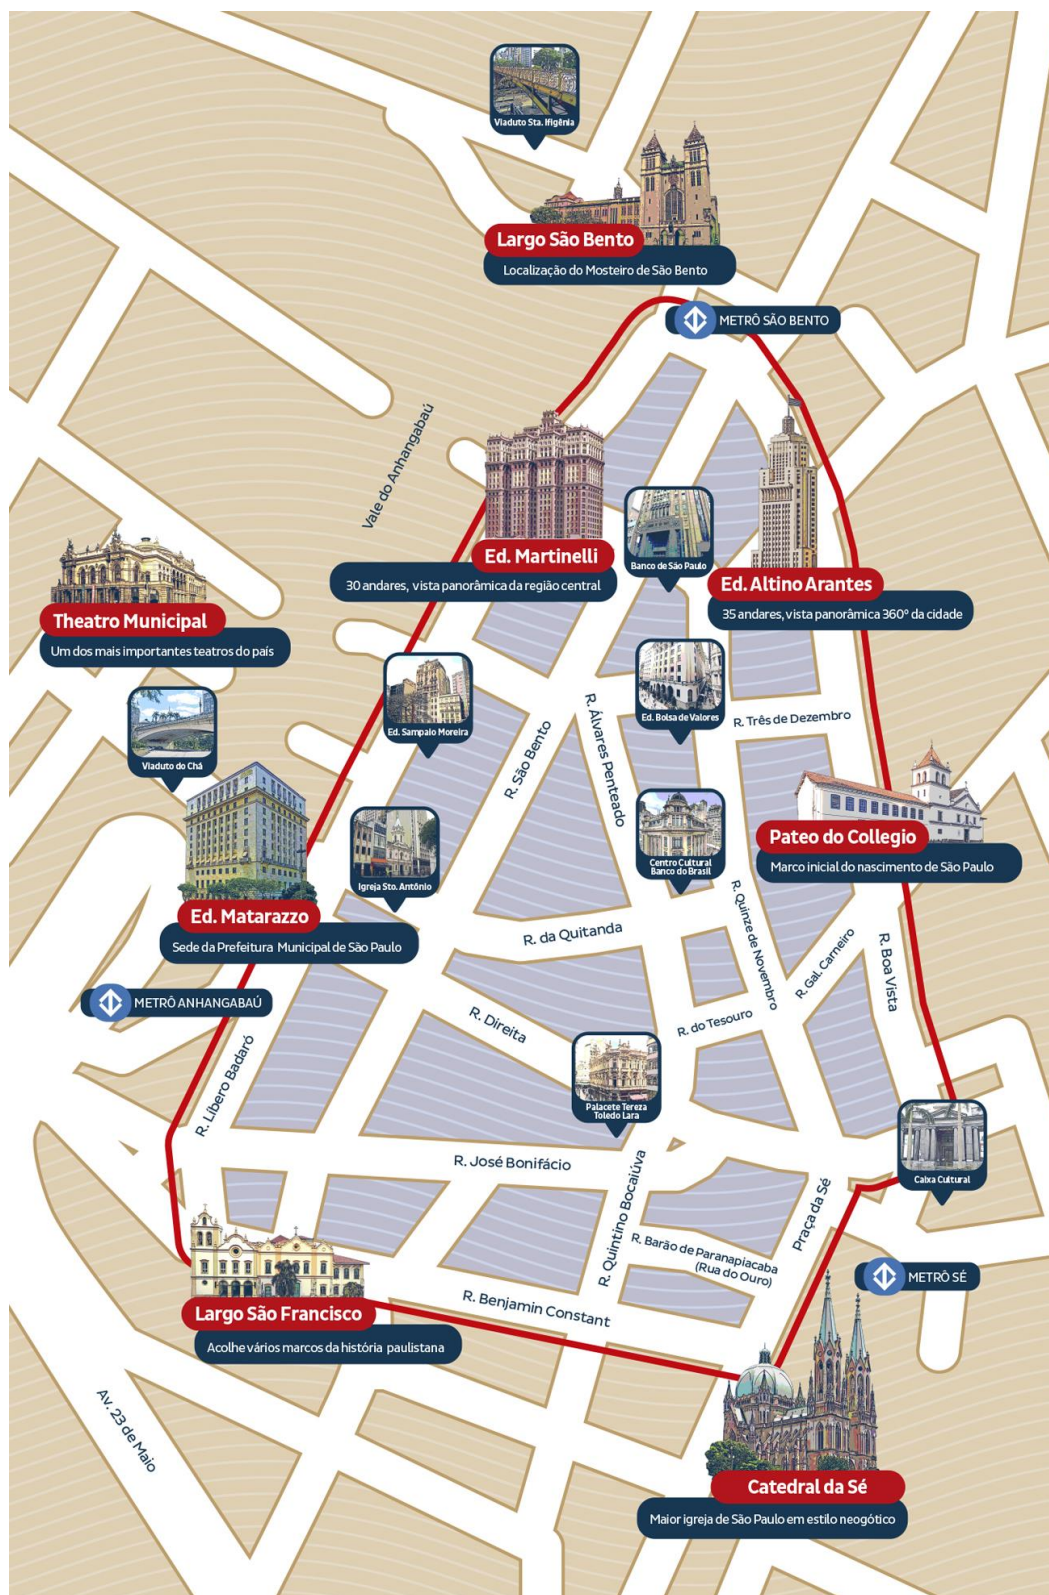 Viaduto Sta. Ifigênia
Largo São Bento
Localização do Mosteiro de São Bento
METRÔ SÃO BENTO
Vale do Anhangabaú
Ed. Martinelli
30 andares, vista panorâmica da região central
Banco de São Paulo
Ed. Altino Arantes
35 andares, vista panorâmica 360º da cidade
Theatro Municipal
Um dos mais importantes teatros do país
Ed. Sampaio Moreira
Ed. Bolsa de Valores
R. Três de Dezembro
R. São Bento
R. Álvares Penteado
Viaduto do Chá
Pateo do Collegio
Marco inicial do nascimento de São Paulo
Centro Cultural
Banco do Brasil
Igreja Sto. Antônio
Ed. Matarazzo
Sede da Prefeitura Municipal de São Paulo
R. da Quitanda
R. Quinze de Novembro
R. Gal. Carneiro
R. Boa Vista
METRÔ ANHANGABAÚ
R. Direita
R. do Tesouro
R. Líbero Badaró
Palacete Tereza
Toledo Lara
R. José Bonifácio
Caixa Cultural
R. Quintino Bocaiúva
Praça da Sé
R. Barão de Paranapiacaba
(Rua do Ouro)
METRÔ SÉ
R. Benjamin Constant
Largo São Francisco
Acolhe vários marcos da história paulistana
Av. 23 de Maio
Catedral da Sé
Maior igreja de São Paulo em estilo neogótico